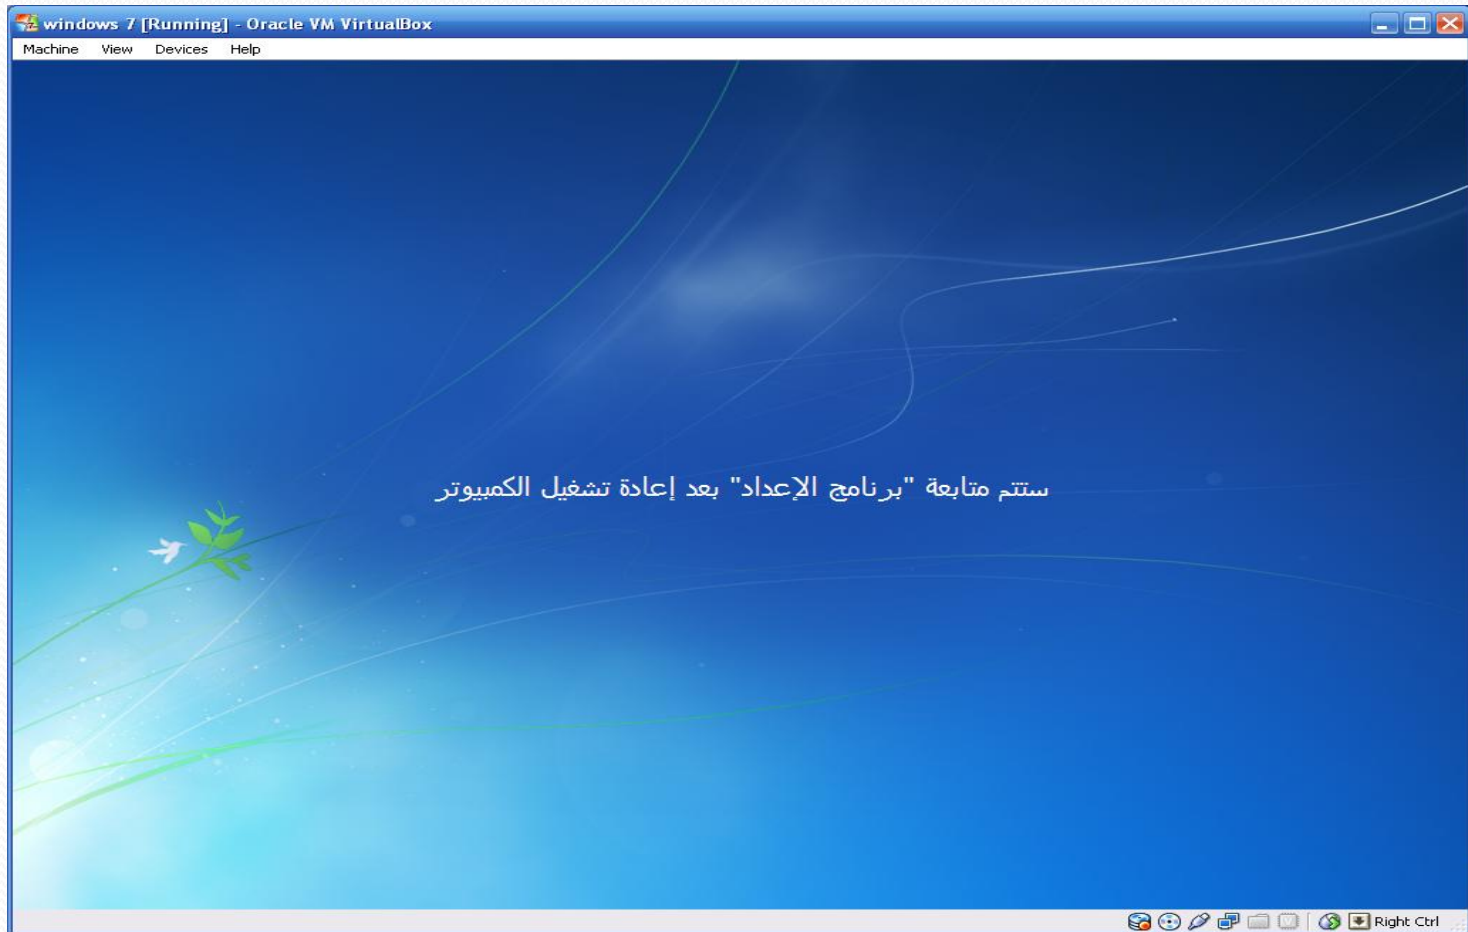 windows 7 [Running] - Oracle VM VirtualBox
Machine View Devices Help
ستتم متابعة "برنامج الإعداد" بعد إعادة تشغيل الكمبيوتر
Right Ctrl